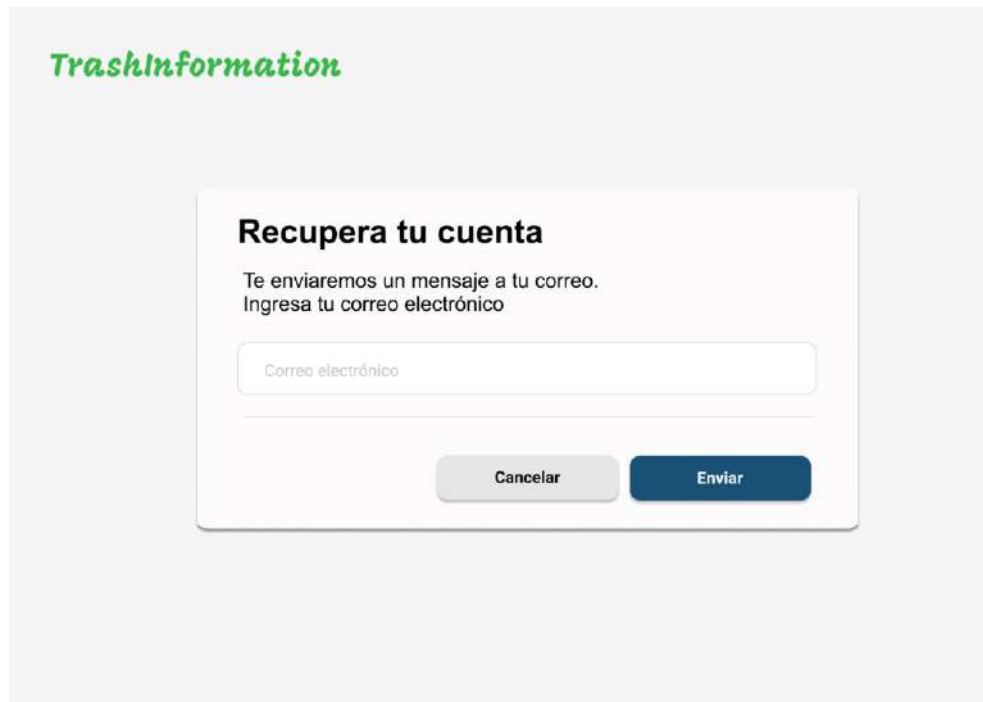 TrashInformation
Recupera tu cuenta
Te enviaremos un mensaje a tu correo.
Ingresa tu correo electrónico
Correo electrónico
Cancelar
Enviar